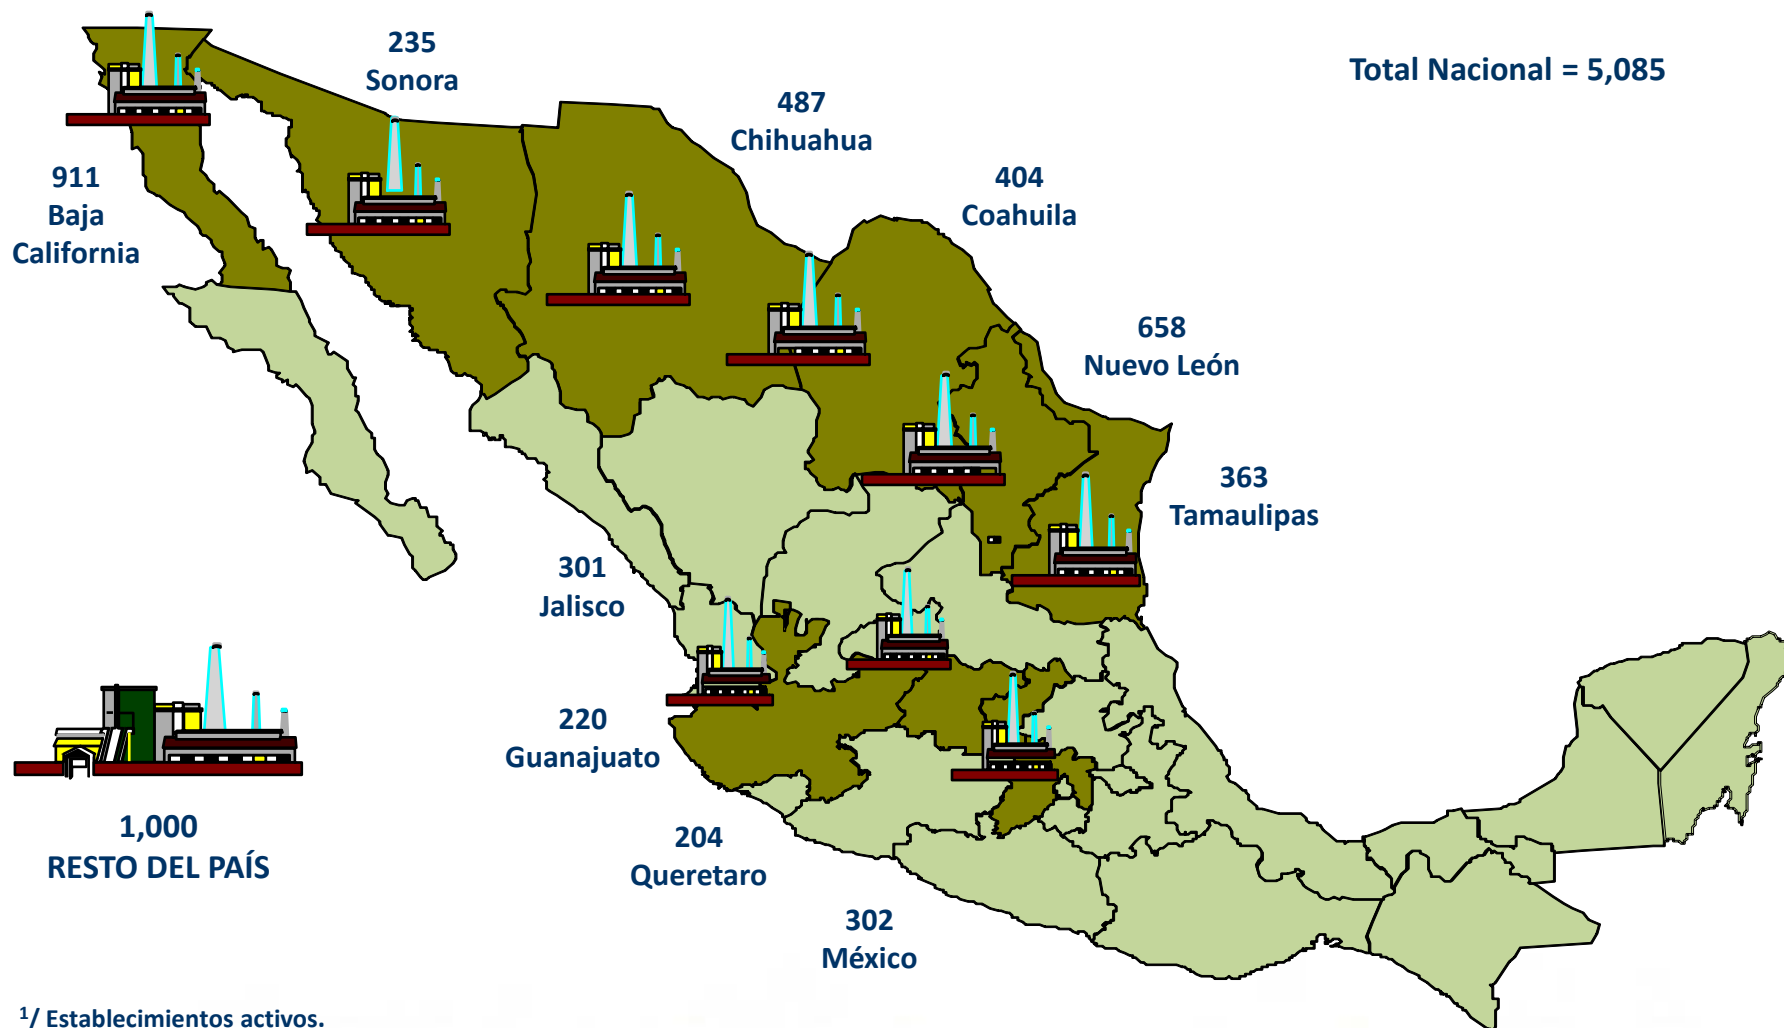 235
Sonora
Total Nacional = 5,085
487
Chihuahua
911
Baja
California
404
Coahuila
658
Nuevo León
363
Tamaulipas
301
Jalisco
220
Guanajuato
1,000
RESTO DEL PAÍS
204
Queretaro
302
México
¹/ Establecimientos activos.